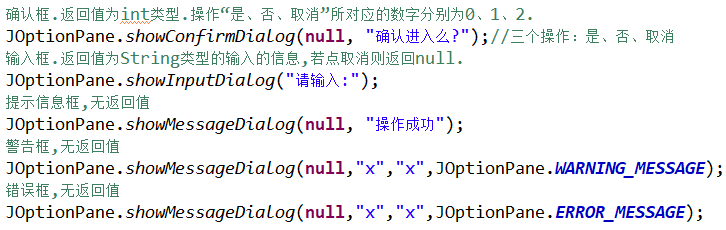 确认框.返回值为int类型.操作“是、否、取消”所对应的数字分别为0、1、2.
JOptionPane.showConfirmDialog(null, "确认进入么?");//三个操作：是、否、取消
输入框.返回值为String类型的输入的信息,若点取消则返回null.
JOptionPane.showInputDialog("请输入:");
提示信息框,无返回值
JOptionPane.showMessageDialog(null, "操作成功");
警告框,无返回值
JOptionPane.showMessageDialog(null,"x","x",JOptionPane.WARNING_MESSAGE);
错误框,无返回值
JOptionPane.showMessageDialog(null,"x","x",JOptionPane.ERROR_MESSAGE);